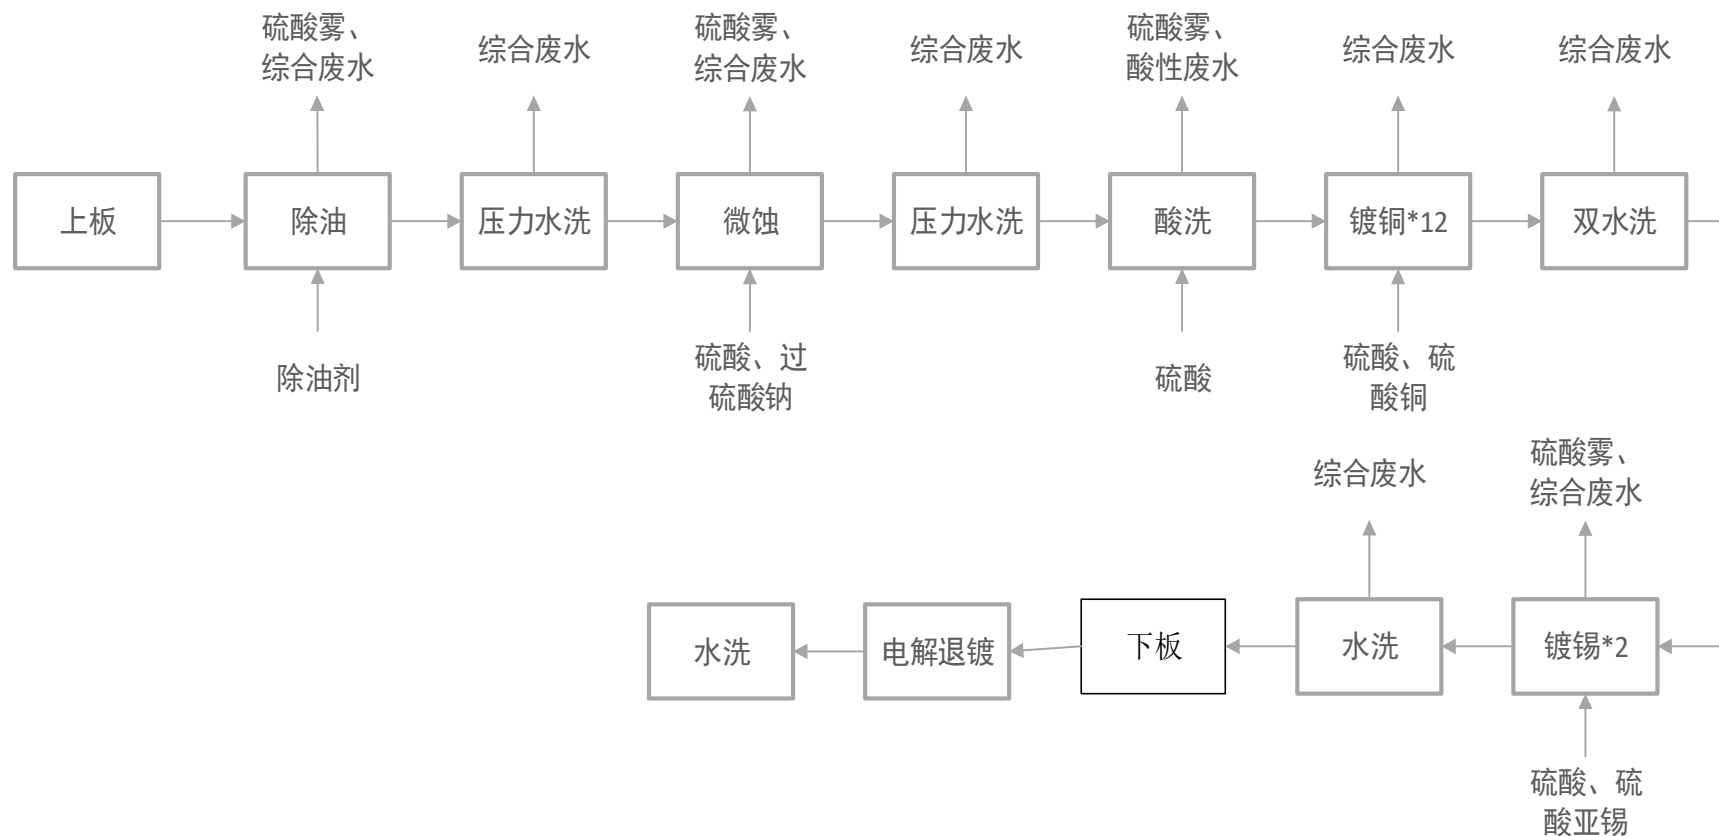 硫酸雾、
综合废水
综合废水
硫酸雾、
综合废水
综合废水
硫酸雾、
酸性废水
综合废水
综合废水
上板
除油
压力水洗
微蚀
压力水洗
酸洗
镀铜*12
双水洗
除油剂
硫酸、过
硫酸钠
硫酸
硫酸、硫
酸铜
综合废水
硫酸雾、
综合废水
水洗
电解退镀
下板
水洗
镀锡*2
硫酸、硫
酸亚锡